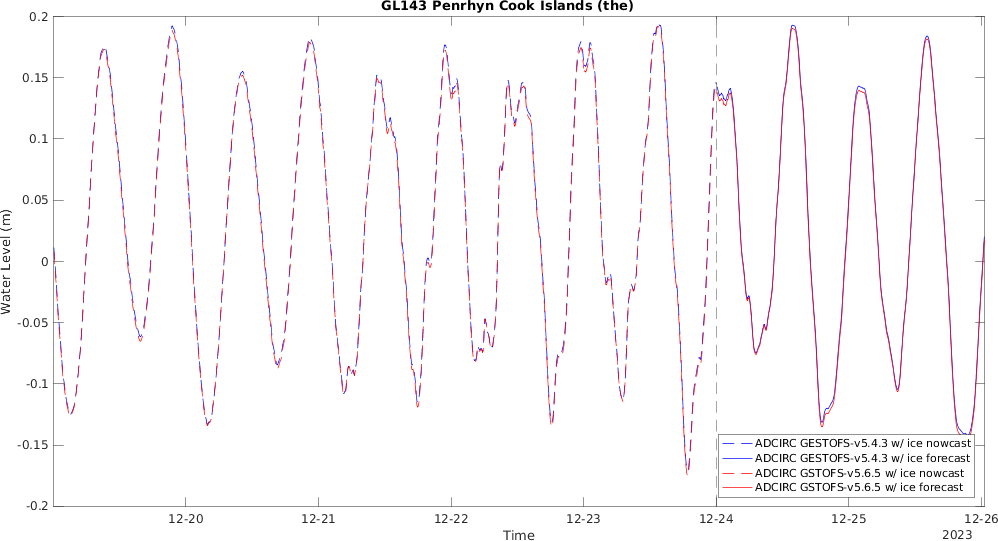 GL143 Penrhyn Cook Islands (the)
0.2
0.15
0.1
0.05
0
-0.05
-0.1
-0.15
-0.2
Water Level (m)
12-20
12-21
12-22
12-23
12-24
12-25
12-26
Time
2023
ADCIRC GESTOFS-v5.4.3 w/ ice nowcast
ADCIRC GESTOFS-v5.4.3 w/ ice forecast
ADCIRC GSTOFS-v5.6.5 w/ ice nowcast
ADCIRC GSTOFS-v5.6.5 w/ ice forecast